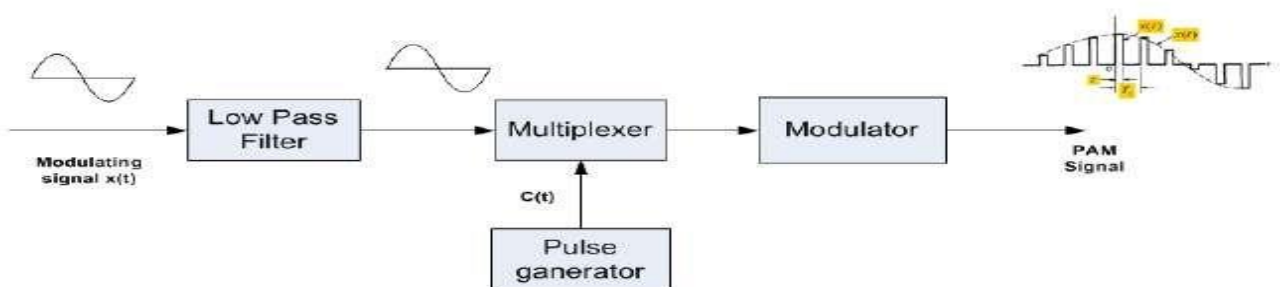 Modulating
signal x(t)
Low Pass
Filter
Multiplexer
C(t)
Pulse
ganerator
Modulator
x(t)
PAM
Signal